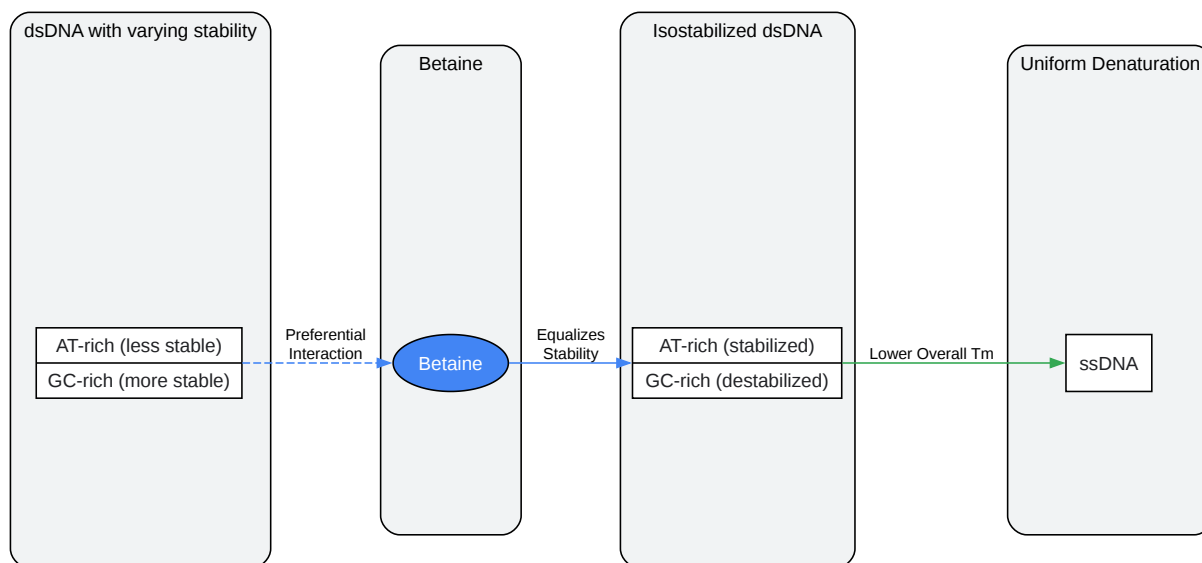 dsDNA with varying stability
AT-rich (less stable)
GC-rich (more stable)
Preferential
Interaction
Betaine
Betaine
Equalizes
Stability
Isostabilized dsDNA
AT-rich (stabilized)
GC-rich (destabilized)
Lower Overall Tm
Uniform Denaturation
ssDNA